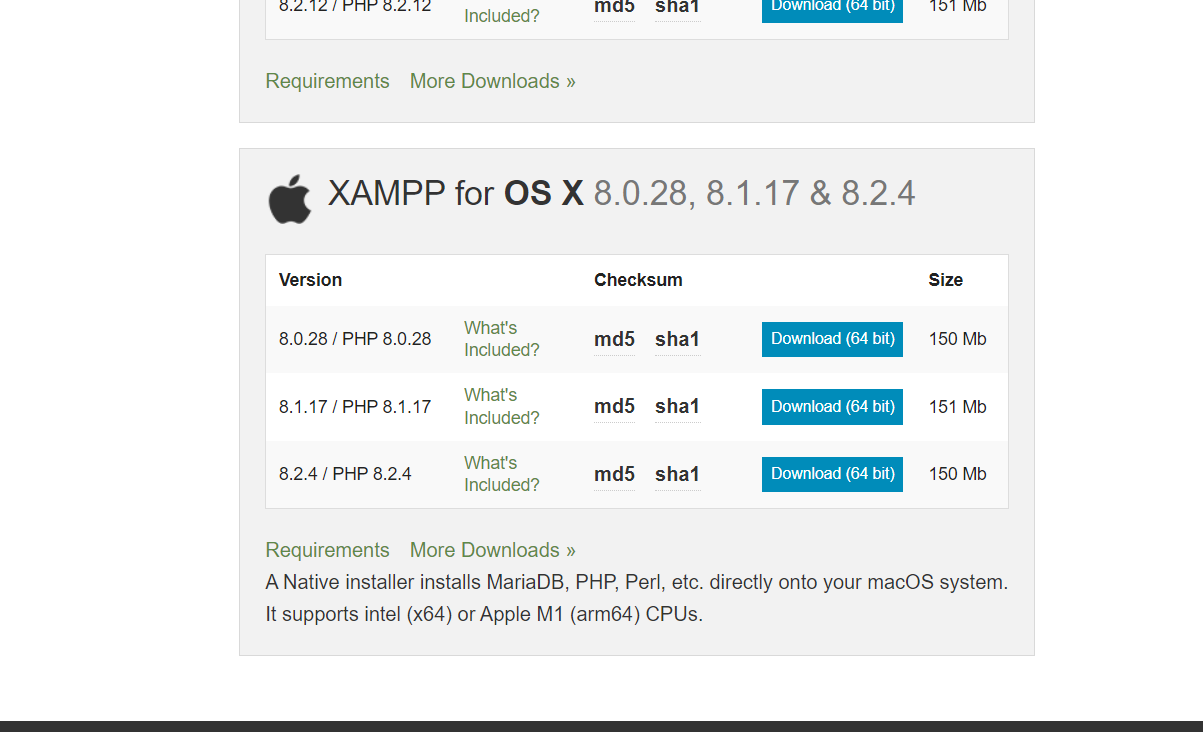 8.2.12 / PHP 8.2.12 Included? md5 sha1 Download (64 bit) 151 Mb
Requirements More Downloads »
XAMPP for OS X 8.0.28, 8.1.17 & 8.2.4
Version Checksum Size
8.0.28 / PHP 8.0.28 What's Included? md5 sha1 Download (64 bit) 150 Mb
8.1.17 / PHP 8.1.17 What's Included? md5 sha1 Download (64 bit) 151 Mb
8.2.4 / PHP 8.2.4 What's Included? md5 sha1 Download (64 bit) 150 Mb
Requirements More Downloads »
A Native installer installs MariaDB, PHP, Perl, etc. directly onto your macOS system.
It supports intel (x64) or Apple M1 (arm64) CPUs.